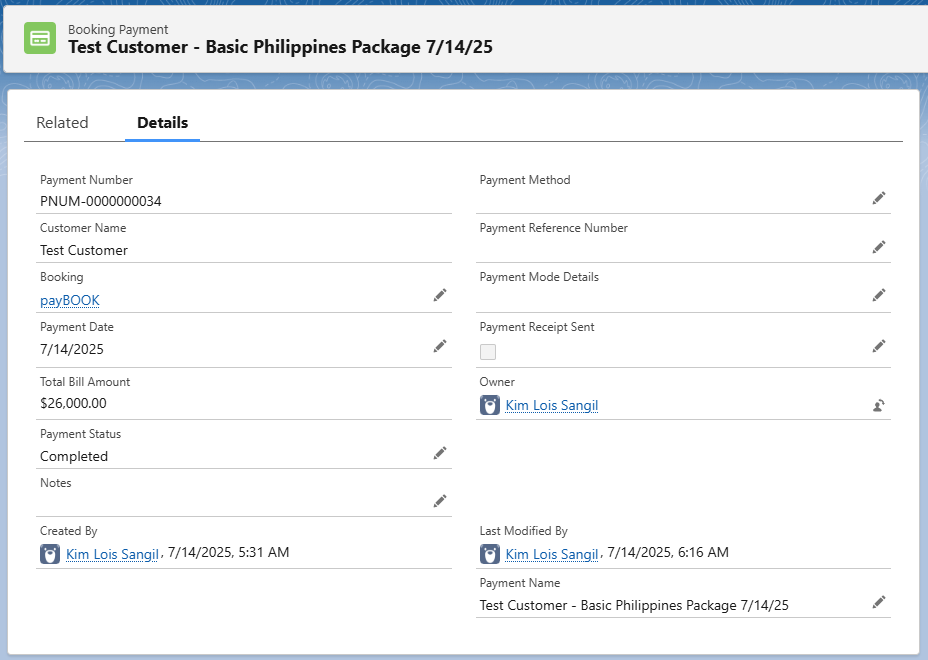 Booking Payment
Test Customer - Basic Philippines Package 7/14/25
Related
Details
Payment Number
PNUM-0000000034
Payment Method
Customer Name
Test Customer
Payment Reference Number
Booking
payBOOK
Payment Mode Details
Payment Date
7/14/2025
Payment Receipt Sent
Total Bill Amount
$26,000.00
Owner
Kim Lois Sangil
Payment Status
Completed
Notes
Created By
Kim Lois Sangil, 7/14/2025, 5:31 AM
Last Modified By
Kim Lois Sangil, 7/14/2025, 6:16 AM
Payment Name
Test Customer - Basic Philippines Package 7/14/25